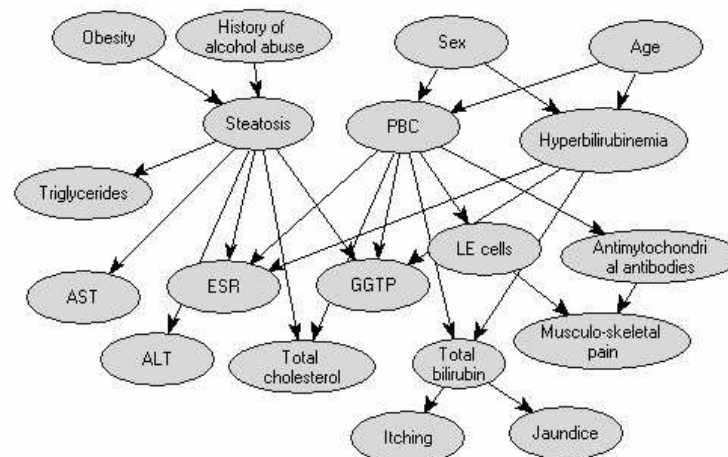 Obesity
History of
alcohol abuse
Sex
Age
Steatosis
PBC
Hyperbilirubinemia
Triglycerides
LE cells
Antimytochondri
al antibodies
AST
ESR
GGTP
ALT
Total
cholesterol
Total
bilirubin
Musculo-skeletal
pain
Itching
Jaundice